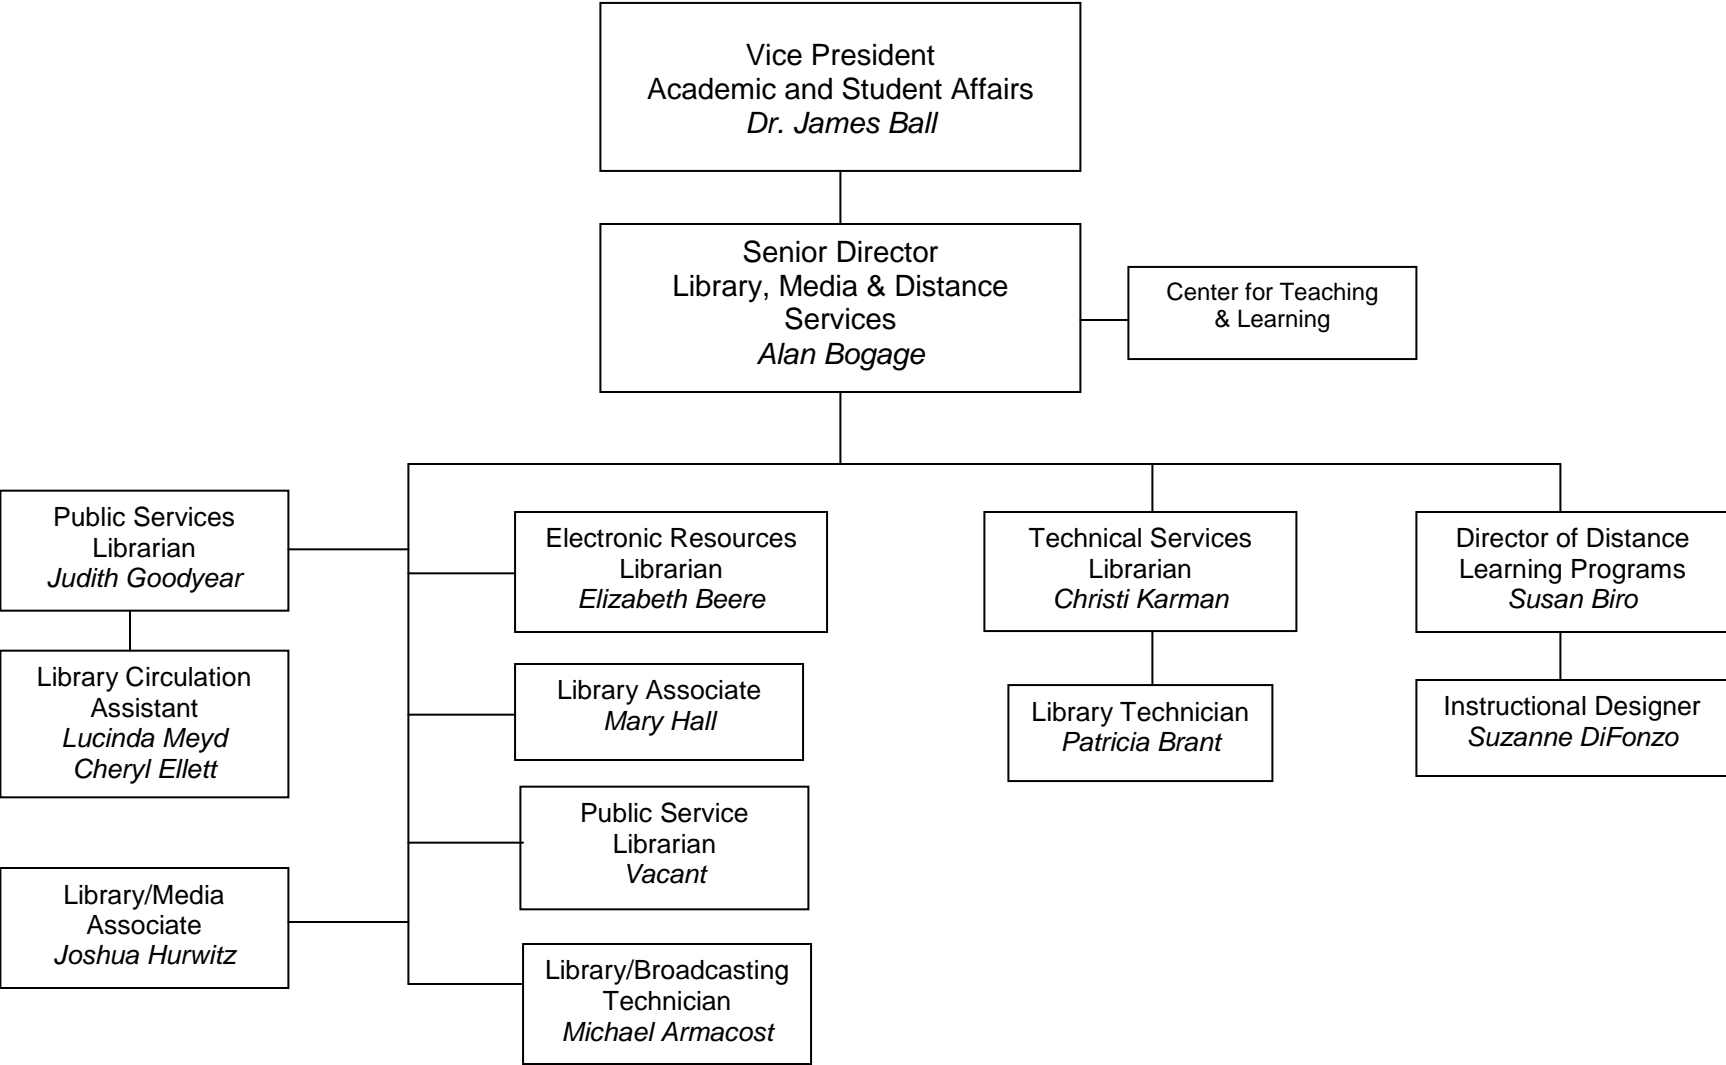 Vice President
Academic and Student Affairs
Dr. James Ball
Senior Director
Library, Media & Distance
Services
Alan Bogage
Center for Teaching
& Learning
Public Services
Librarian
Judith Goodyear
Library Circulation
Assistant
Lucinda Meyd
Cheryl Ellett
Library/Media
Associate
Joshua Hurwitz
Electronic Resources
Librarian
Elizabeth Beere
Library Associate
Mary Hall
Public Service
Librarian
Vacant
Library/Broadcasting
Technician
Michael Armacost
Technical Services
Librarian
Christi Karman
Library Technician
Patricia Brant
Director of Distance
Learning Programs
Susan Biro
Instructional Designer
Suzanne DiFonzo